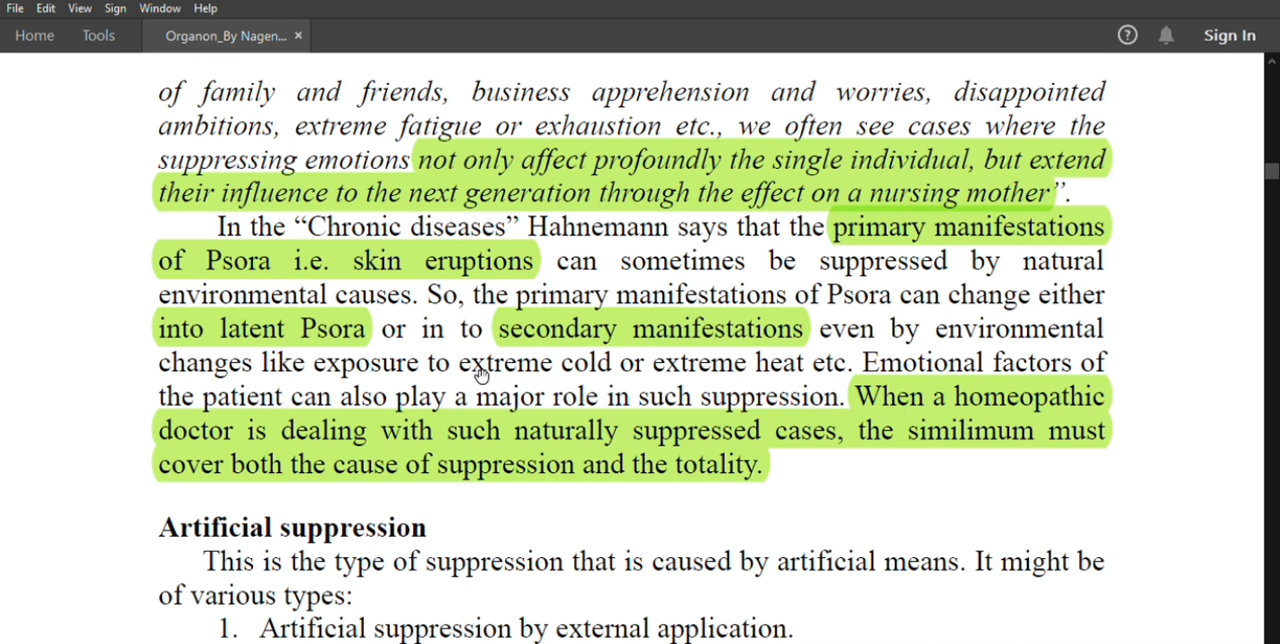 File Edit View Sign Window Help
Home Tools Organon_By Nagen... × ? Sign In
of family and friends, business apprehension and worries, disappointed
ambitions, extreme fatigue or exhaustion etc., we often see cases where the
suppressing emotions not only affect profoundly the single individual, but extend
their influence to the next generation through the effect on a nursing mother”.
In the “Chronic diseases” Hahnemann says that the primary manifestations
of Psora i.e. skin eruptions can sometimes be suppressed by natural
environmental causes. So, the primary manifestations of Psora can change either
into latent Psora or in to secondary manifestations even by environmental
changes like exposure to extreme cold or extreme heat etc. Emotional factors of
the patient can also play a major role in such suppression. When a homeopathic
doctor is dealing with such naturally suppressed cases, the similimum must
cover both the cause of suppression and the totality.
Artificial suppression
This is the type of suppression that is caused by artificial means. It might be
of various types:
1. Artificial suppression by external application.